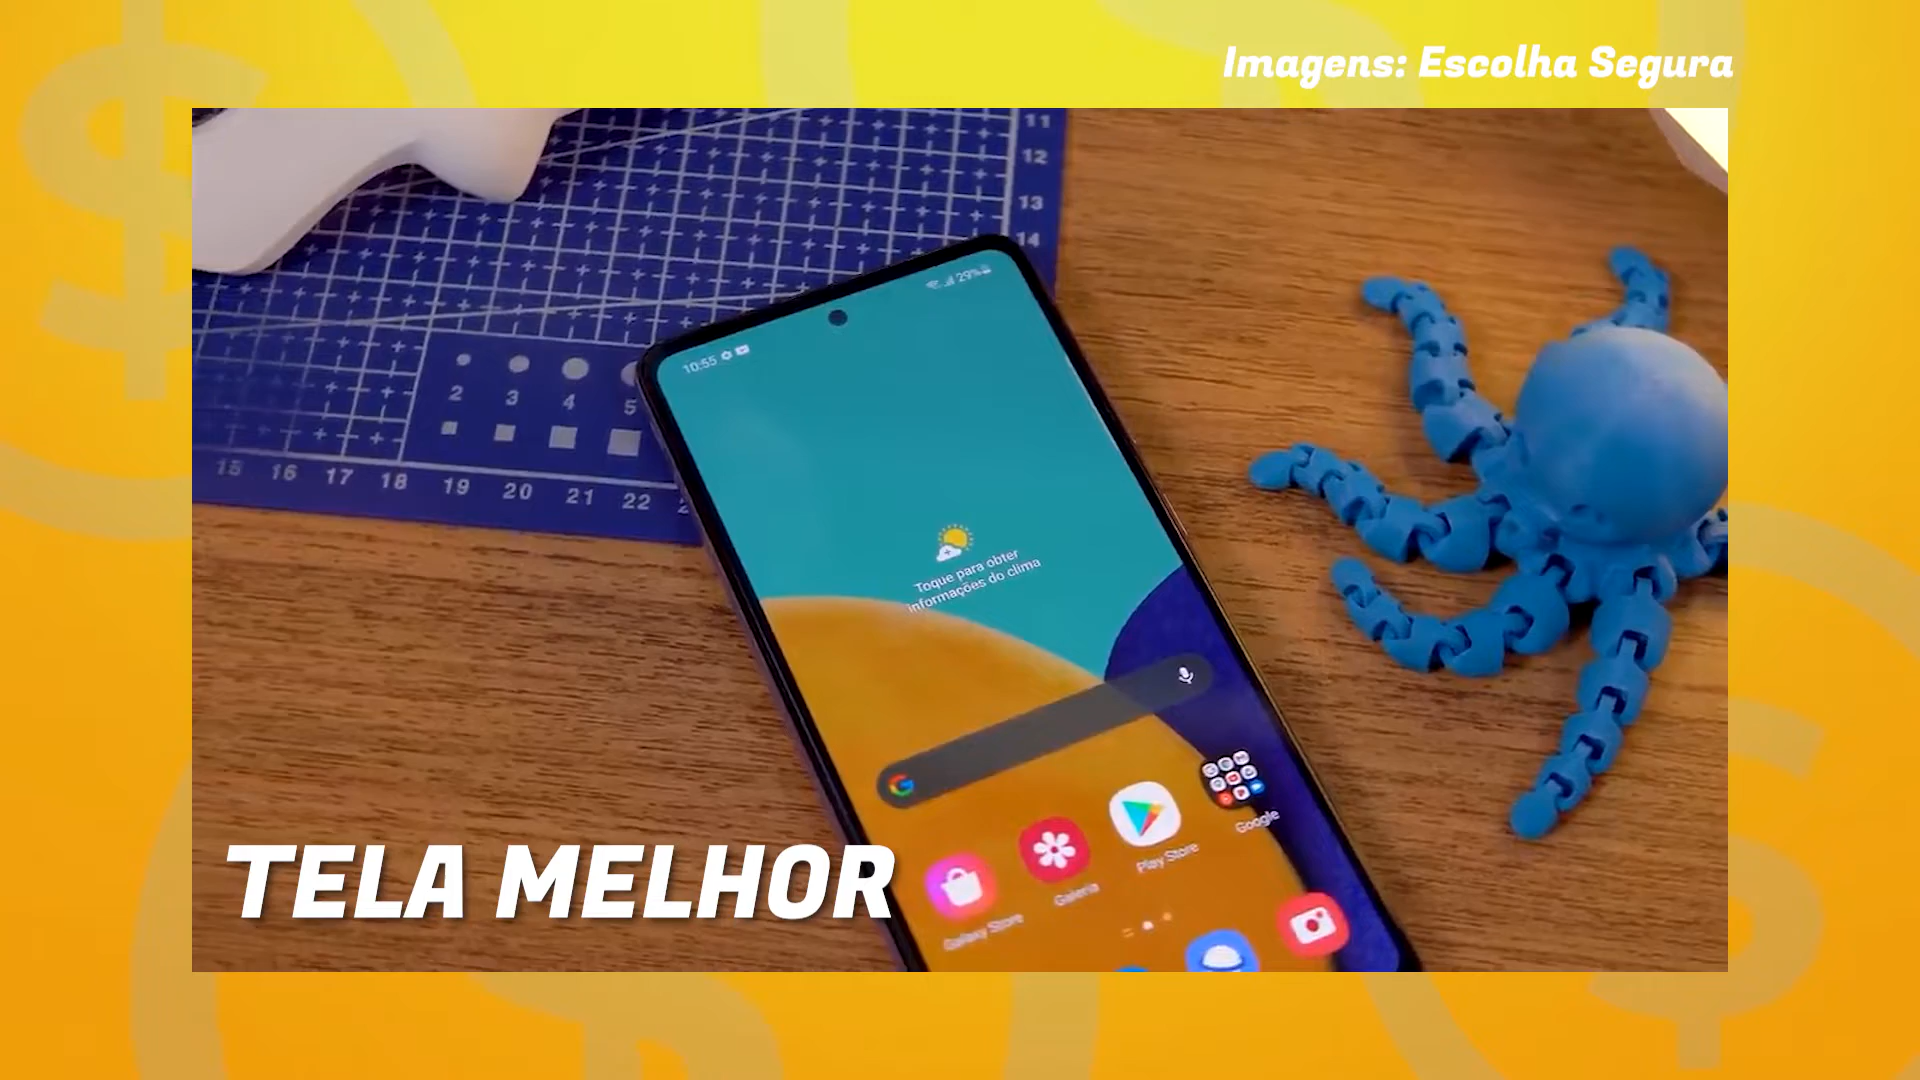 Imagens: Escolha Segura
11
12
13
14
10:55
29%
2 3 4 5
15 16 17 18 19 20 21 22
Toque para obter
informações do clima
Google
Play Store
Galeria
Galaxy Store
TELA MELHOR